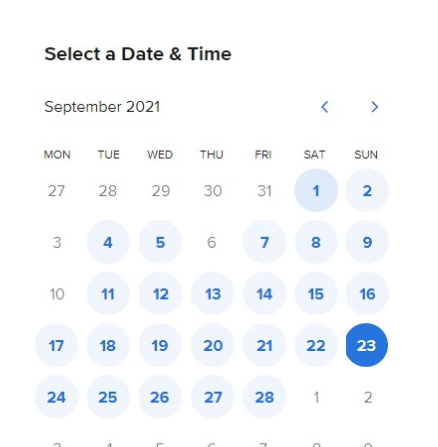 Select a Date & Time
September 2021
MON TUE WED THU FRI SAT SUN
27 28 29 30 31 1 2
3 4 5 6 7 8 9
10 11 12 13 14 15 16
17 18 19 20 21 22 23
24 25 26 27 28 1 2